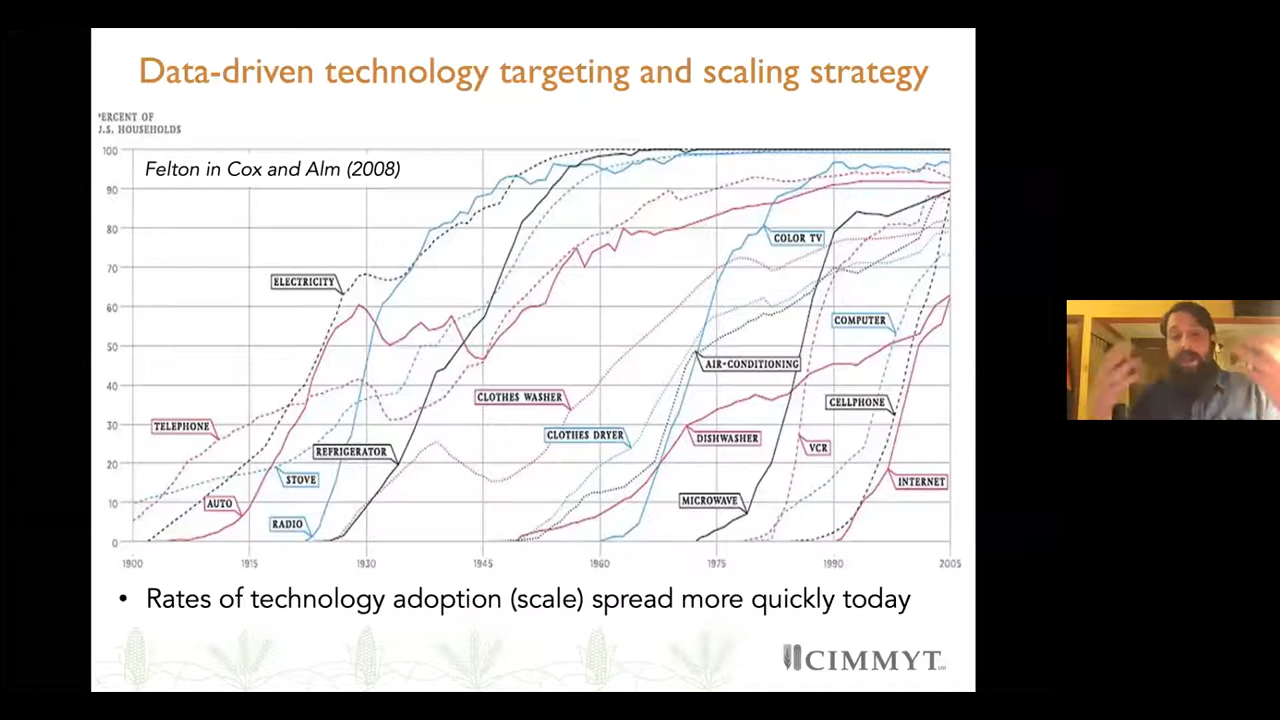 Data-driven technology targeting and scaling strategy
ERCENT OF
.S. HOUSEHOLDS
Felton in Cox and Alm (2008)
100
90
80
70
60
50
40
30
20
10
0
ELECTRICITY
COLOR TV
COMPUTER
AIR-CONDITIONING
CLOTHES WASHER
CELLPHONE
TELEPHONE
CLOTHES DRYER
DISHWASHER
REFRIGERATOR
VCR
STOVE
INTERNET
AUTO
MICROWAVE
RADIO
1900 1915 1930 1945 1960 1975 1990 2005
• Rates of technology adoption (scale) spread more quickly today
CIMMYT